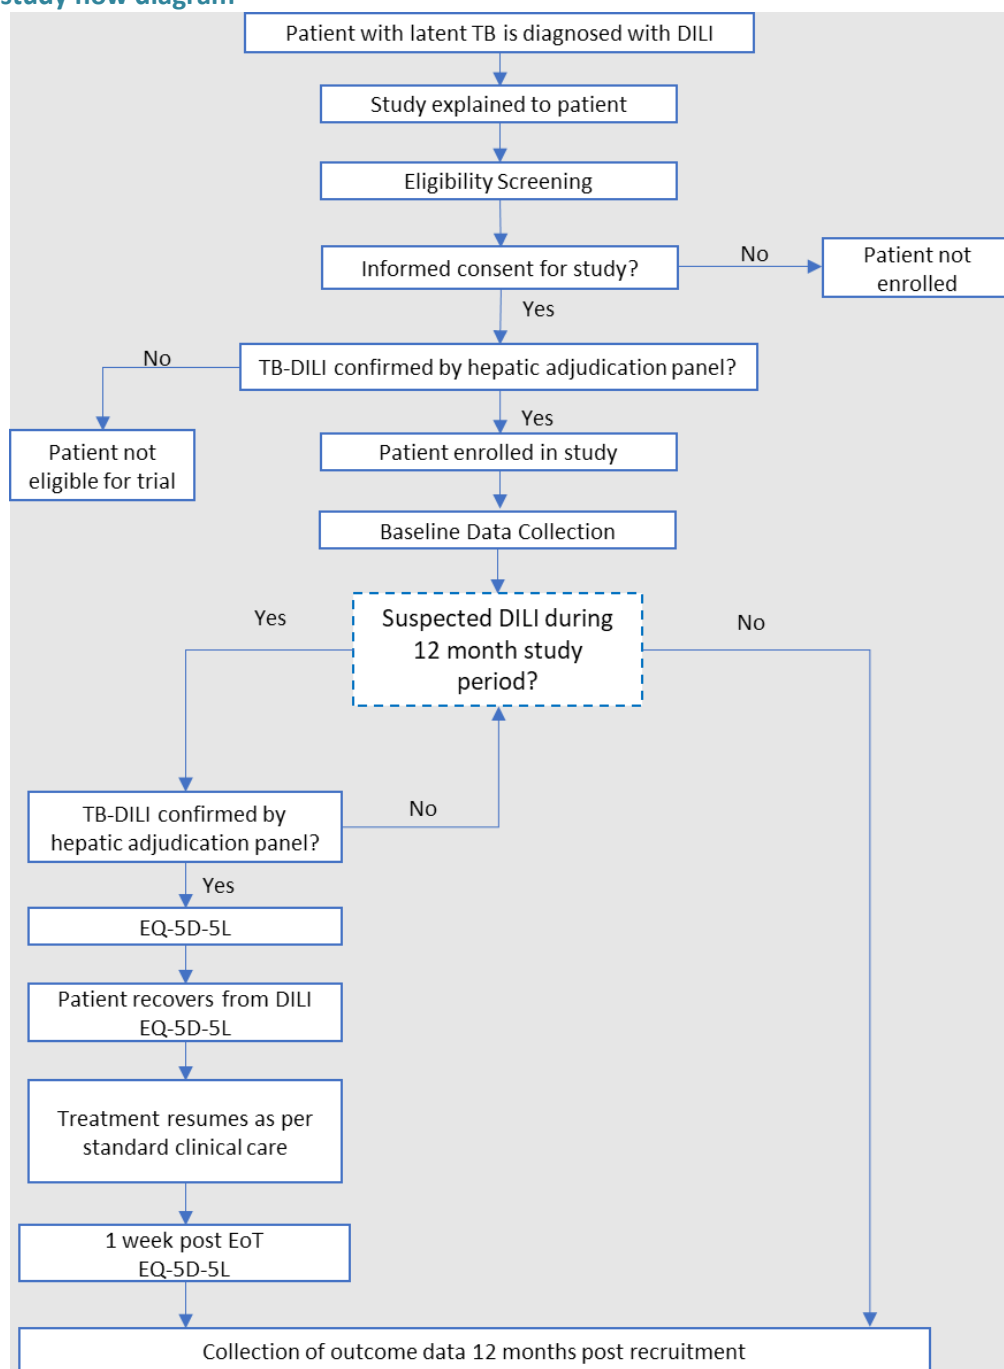 study flow diagram
Patient with latent TB is diagnosed with DILI
Study explained to patient
Eligibility Screening
Informed consent for study?
No
Patient not
enrolled
Yes
No
TB-DILI confirmed by hepatic adjudication panel?
Yes
Patient not
eligible for trial
Patient enrolled in study
Baseline Data Collection
Yes
Suspected DILI during
12 month study
period?
No
TB-DILI confirmed by
hepatic adjudication panel?
No
Yes
EQ-5D-5L
Patient recovers from DILI
EQ-5D-5L
Treatment resumes as per
standard clinical care
1 week post EoT
EQ-5D-5L
Collection of outcome data 12 months post recruitment